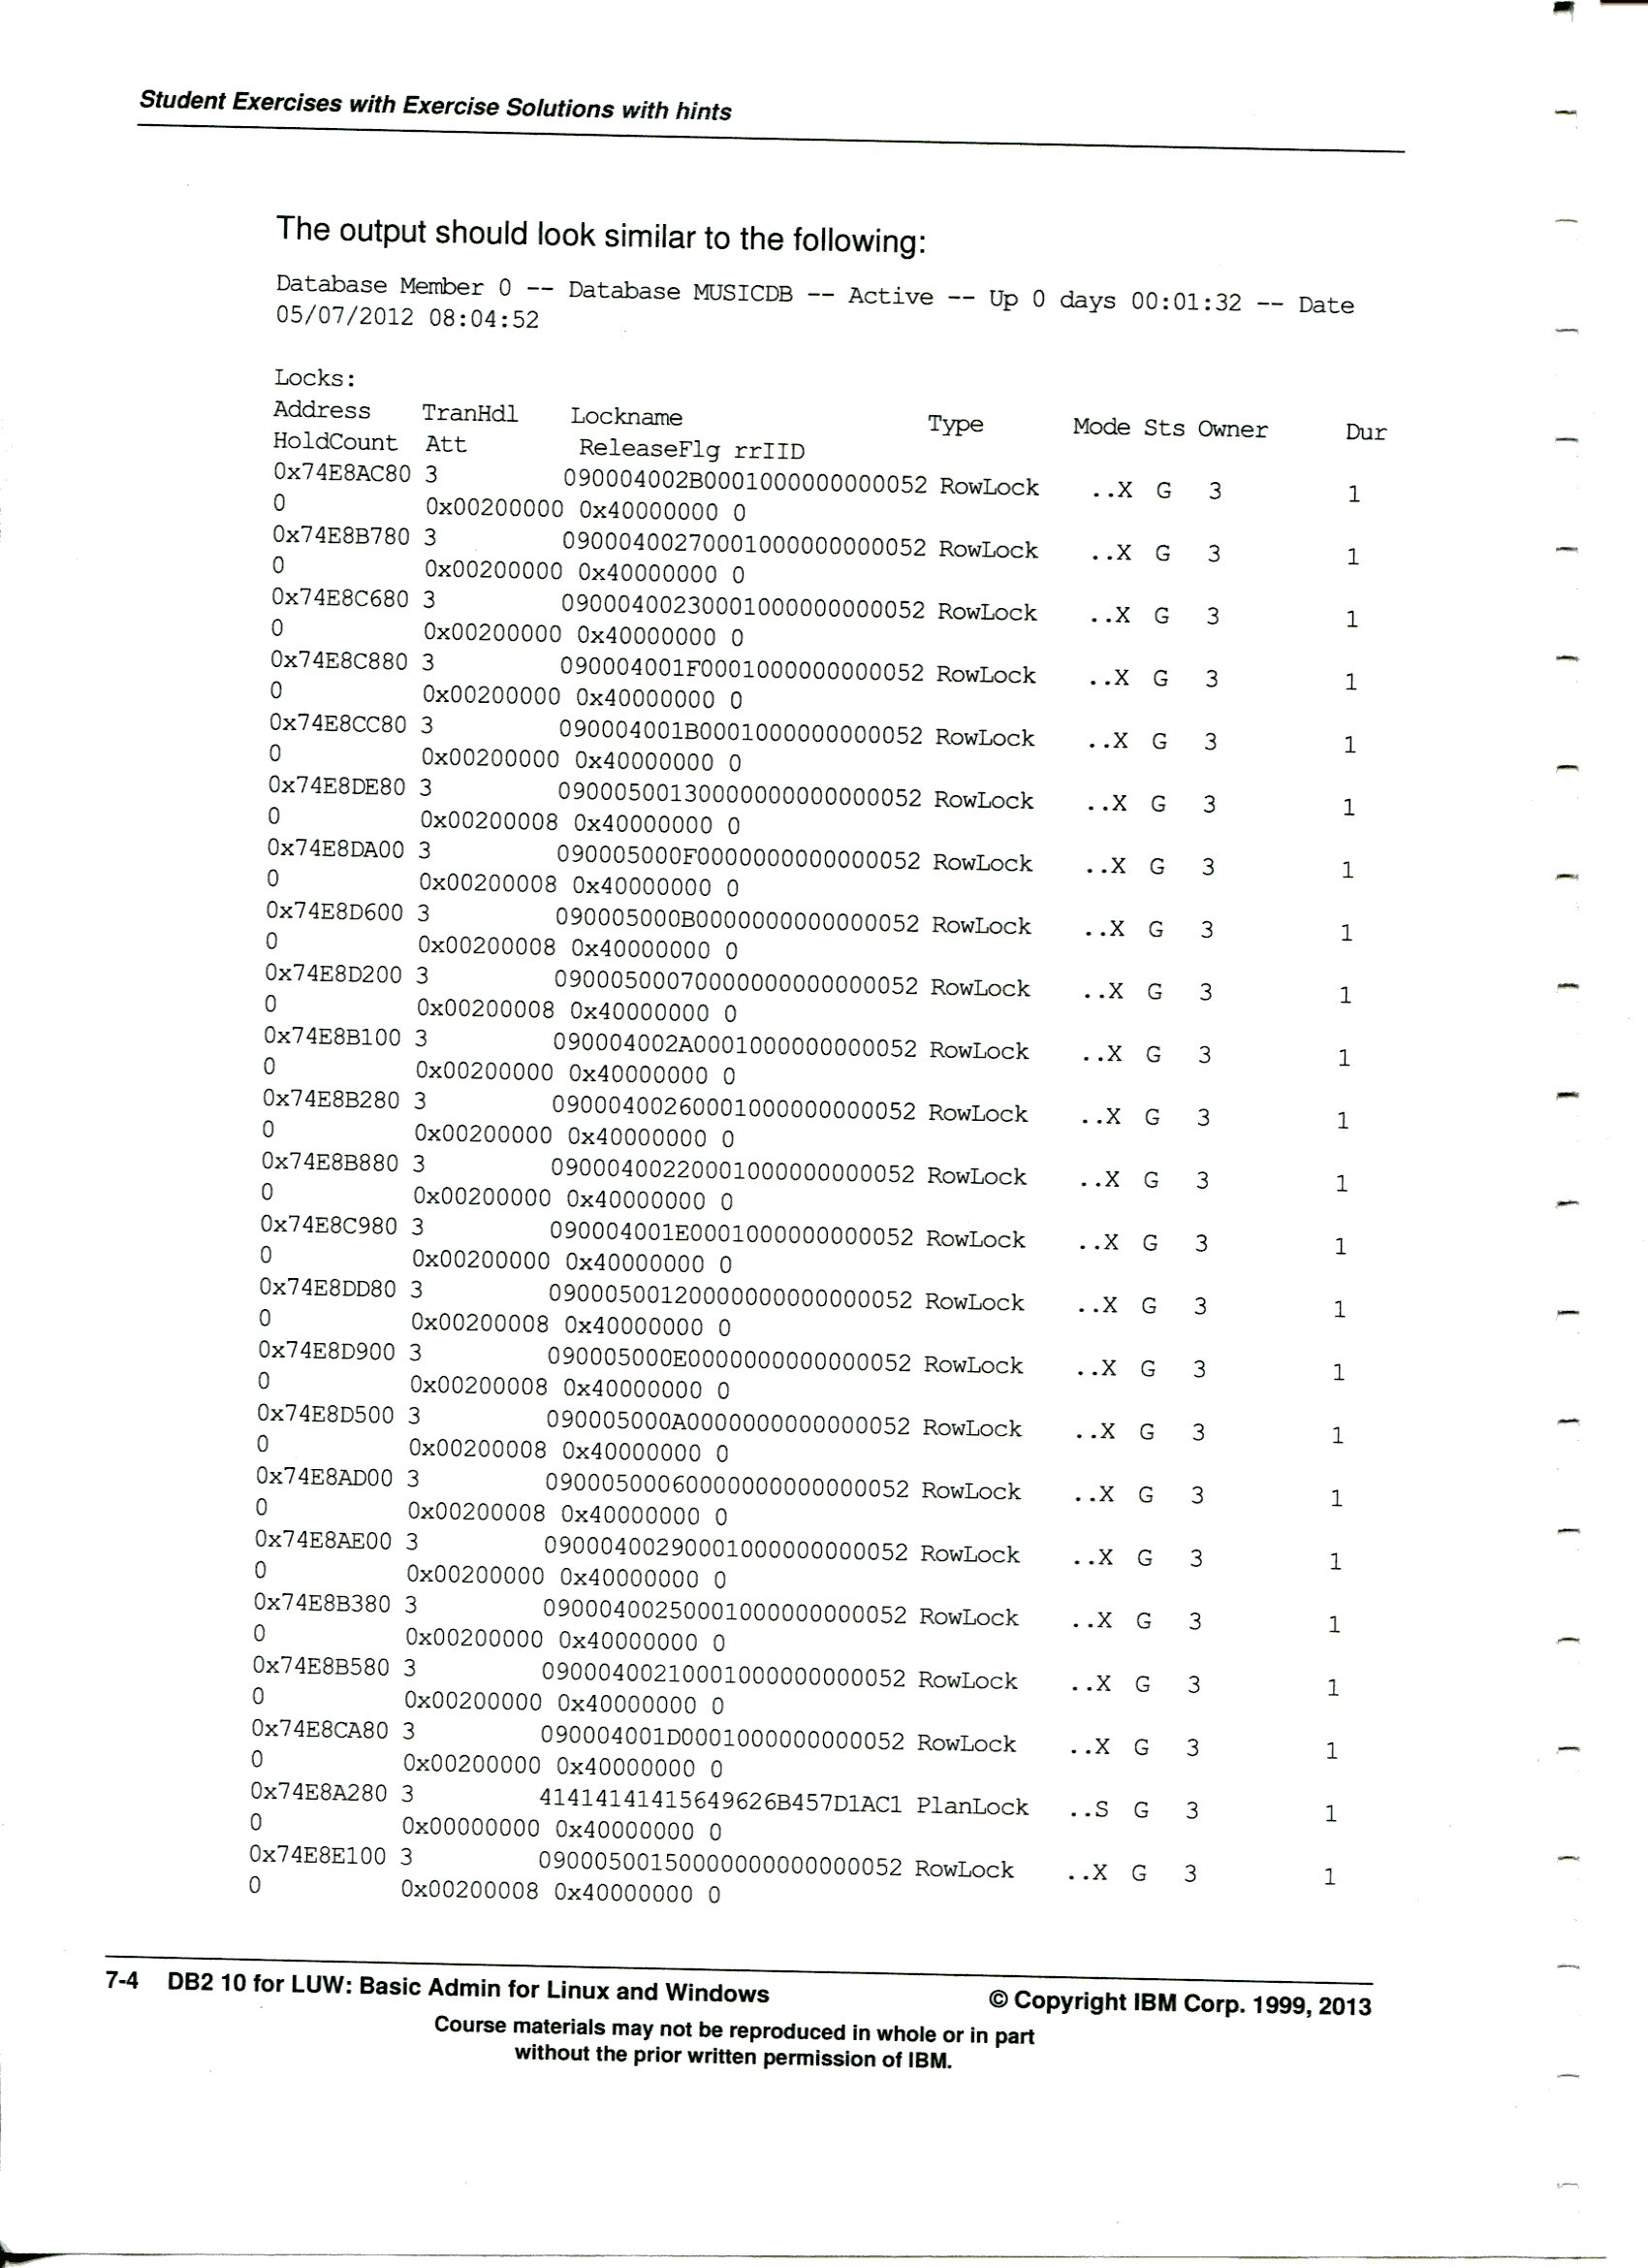 Student Exercises with Exercise Solutions with hints
The output should look similar to the following:
Database Member 0 -- Database MUSICDB -- Active -- Up 0 days 00:01:32 -- Date
05/07/2012 08:04:52
Locks:
Address TranHdl Lockname Type Mode Sts Owner Dur
HoldCount Att ReleaseFlg rrIID
0x74E8AC80 3 090004002B0001000000000052 RowLock ..X G 3 1
0 0x00200000 0x40000000 0
0x74E8B780 3 09000400270001000000000052 RowLock ..X G 3 1
0 0x00200000 0x40000000 0
0x74E8C680 3 09000400230001000000000052 RowLock ..X G 3 1
0 0x00200000 0x40000000 0
0x74E8C880 3 090004001F0001000000000052 RowLock ..X G 3 1
0 0x00200000 0x40000000 0
0x74E8CC80 3 090004001B0001000000000052 RowLock ..X G 3 1
0 0x00200000 0x40000000 0
0x74E8DE80 3 09000500130000000000000052 RowLock ..X G 3 1
0 0x00200008 0x40000000 0
0x74E8DA00 3 090005000F0000000000000052 RowLock ..X G 3 1
0 0x00200008 0x40000000 0
0x74E8D600 3 090005000B0000000000000052 RowLock ..X G 3 1
0 0x00200008 0x40000000 0
0x74E8D200 3 09000500070000000000000052 RowLock ..X G 3 1
0 0x00200008 0x40000000 0
0x74E8B100 3 090004002A0001000000000052 RowLock ..X G 3 1
0 0x00200000 0x40000000 0
0x74E8B280 3 09000400260001000000000052 RowLock ..X G 3 1
0 0x00200000 0x40000000 0
0x74E8B880 3 09000400220001000000000052 RowLock ..X G 3 1
0 0x00200000 0x40000000 0
0x74E8C980 3 090004001E0001000000000052 RowLock ..X G 3 1
0 0x00200000 0x40000000 0
0x74E8DD80 3 09000500120000000000000052 RowLock ..X G 3 1
0 0x00200008 0x40000000 0
0x74E8D900 3 090005000E0000000000000052 RowLock ..X G 3 1
0 0x00200008 0x40000000 0
0x74E8D500 3 090005000A0000000000000052 RowLock ..X G 3 1
0 0x00200008 0x40000000 0
0x74E8AD00 3 09000500060000000000000052 RowLock ..X G 3 1
0 0x00200008 0x40000000 0
0x74E8AE00 3 09000400290001000000000052 RowLock ..X G 3 1
0 0x00200000 0x40000000 0
0x74E8B380 3 09000400250001000000000052 RowLock ..X G 3 1
0 0x00200000 0x40000000 0
0x74E8B580 3 09000400210001000000000052 RowLock ..X G 3 1
0 0x00200000 0x40000000 0
0x74E8CA80 3 090004001D0001000000000052 RowLock ..X G 3 1
0 0x00200000 0x40000000 0
0x74E8A280 3 41414141415649626B457D1AC1 PlanLock ..S G 3 1
0 0x00000000 0x40000000 0
0x74E8E100 3 09000500150000000000000052 RowLock ..X G 3 1
0 0x00200008 0x40000000 0
7-4 DB2 10 for LUW: Basic Admin for Linux and Windows © Copyright IBM Corp. 1999, 2013
Course materials may not be reproduced in whole or in part
without the prior written permission of IBM.